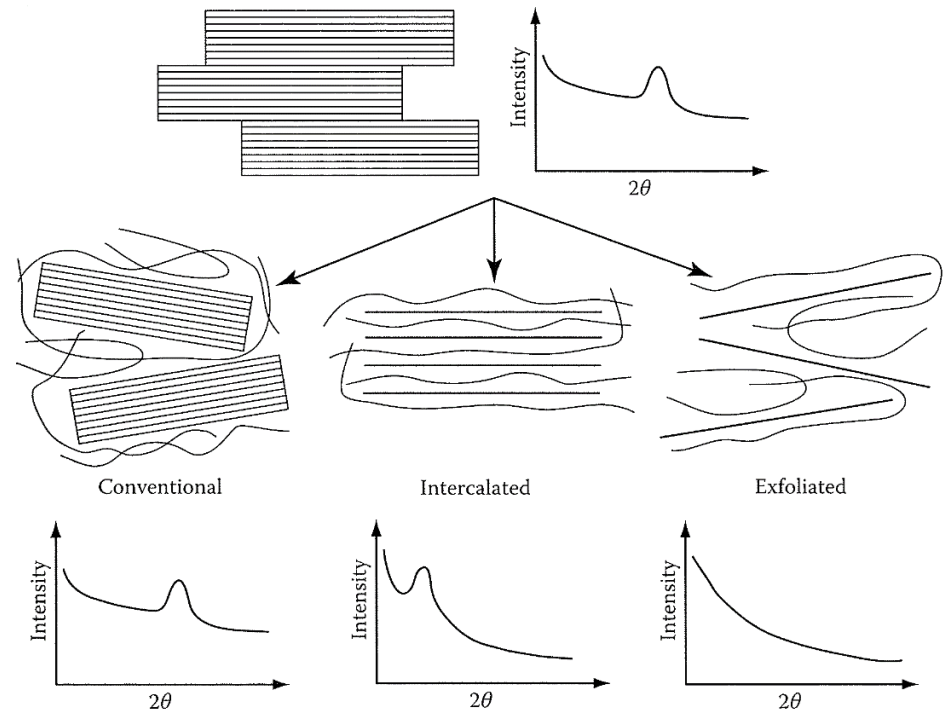 Intensity
2θ
Conventional
Intercalated
Exfoliated
Intensity
2θ
Intensity
2θ
Intensity
2θ